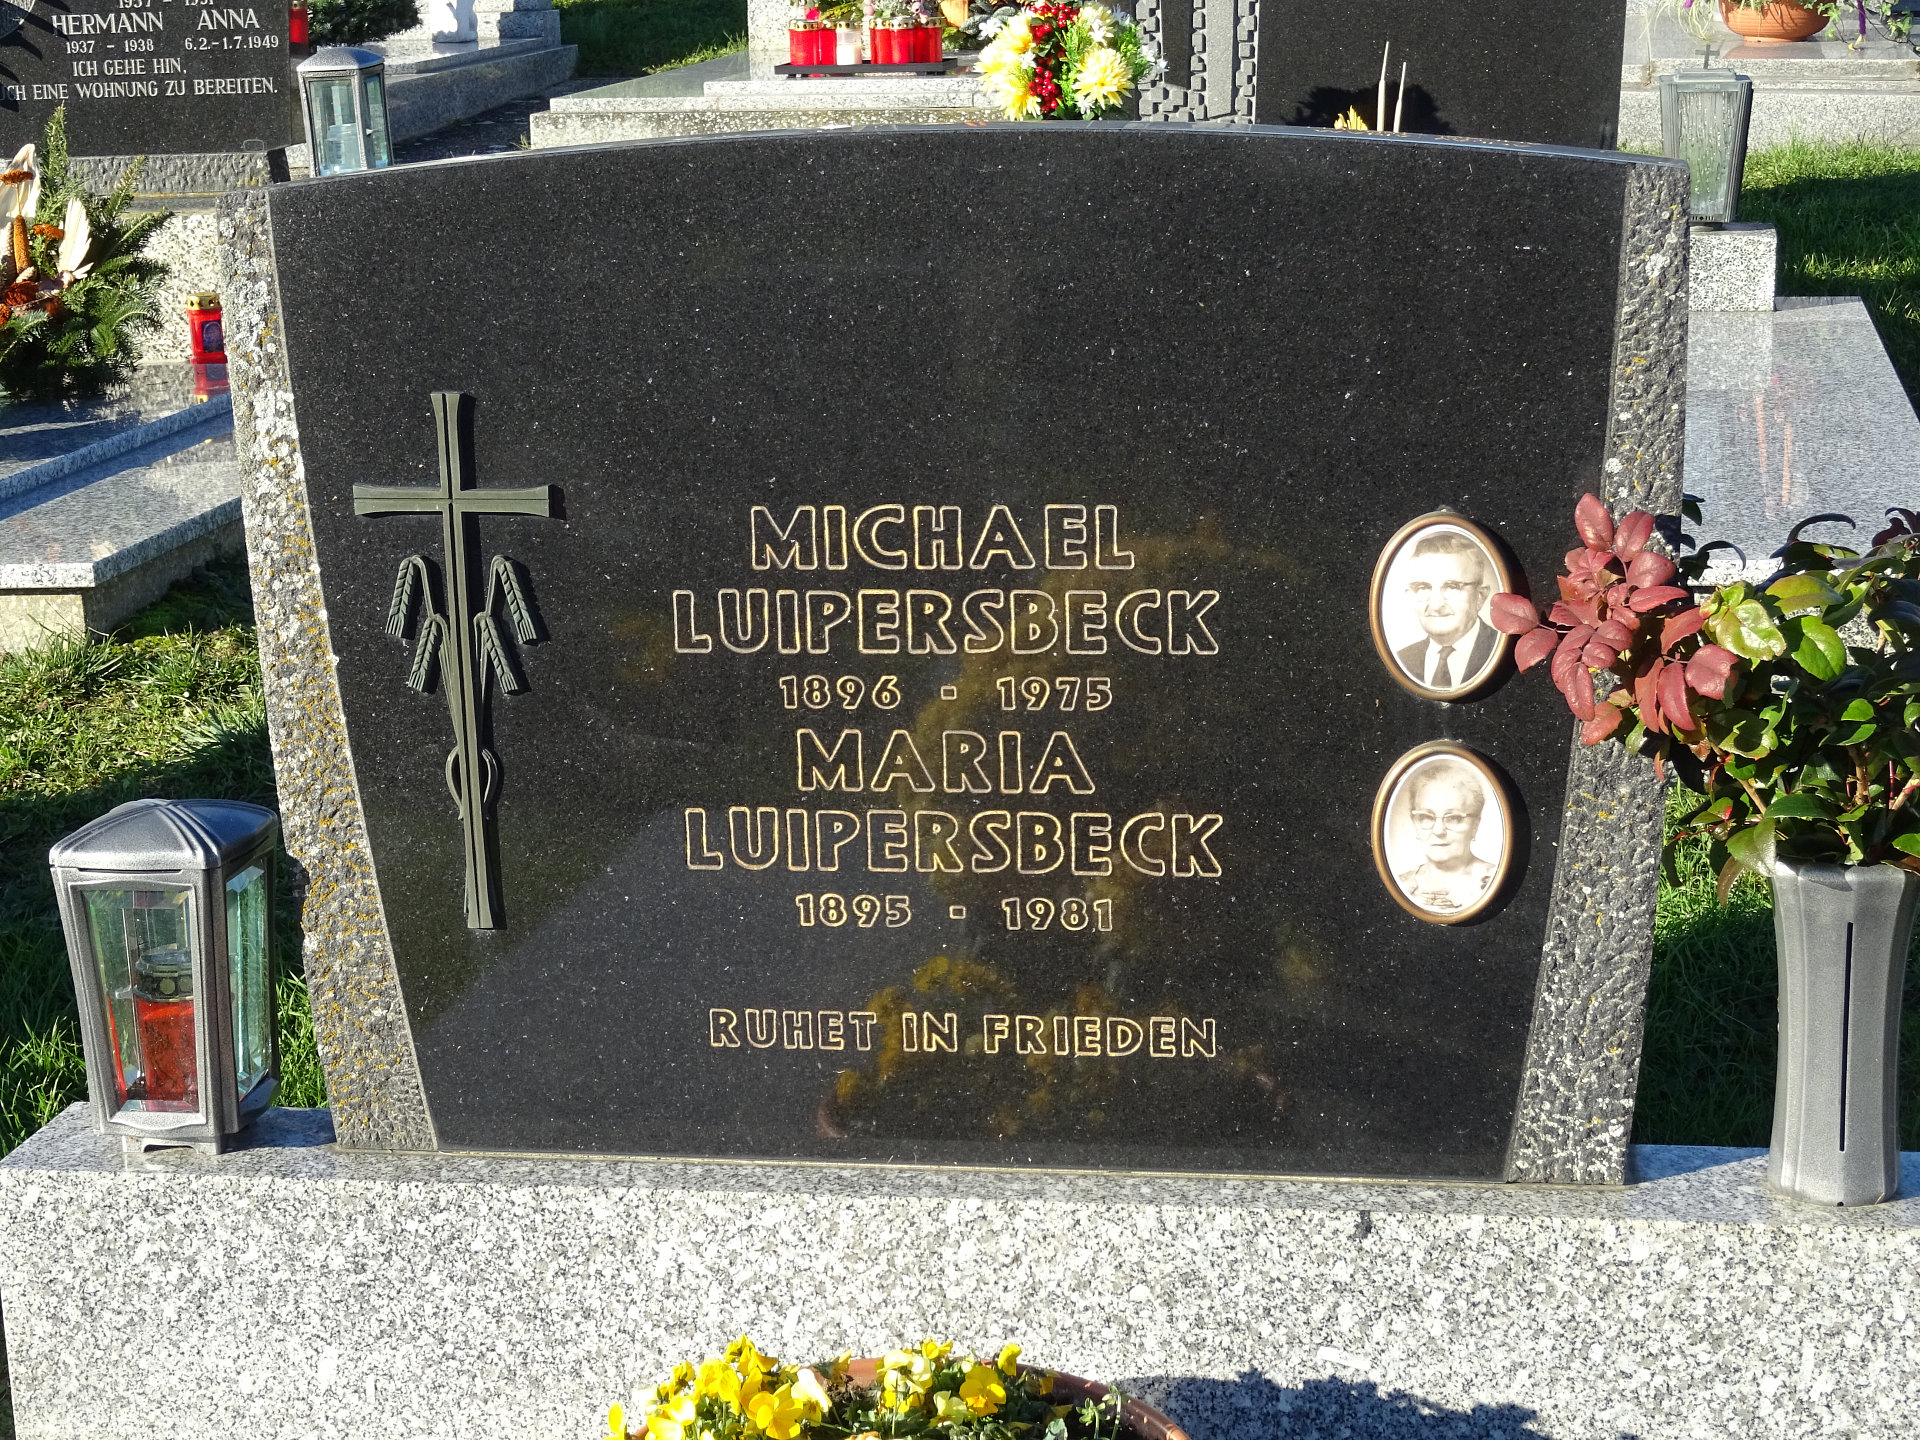 HERMANN ANNA
1937 - 1938 6.2.-1.7.1949
ICH GEHE HIN,
EINE WOHNUNG ZU BEREITEN.
MICHAEL
LUIPERSBECK
1896 - 1975
MARIA
LUIPERSBECK
1895 - 1981
RUHET IN FRIEDEN